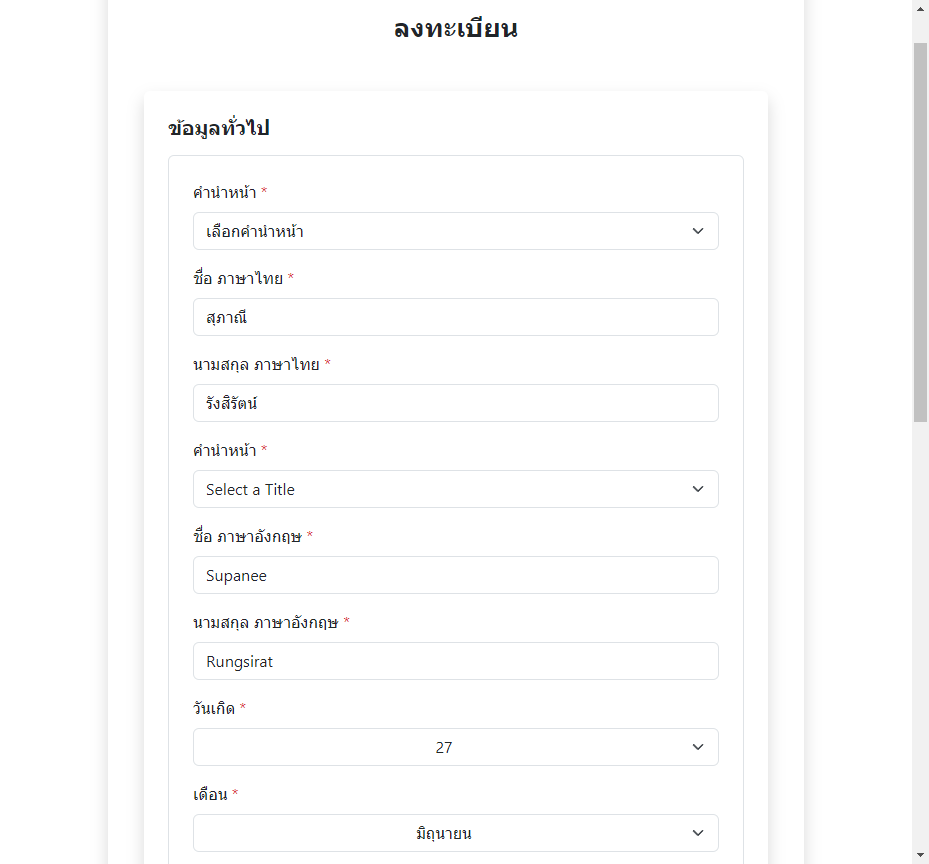 ลงทะเบียน
ข้อมูลทั่วไป
คำนำหน้า *
เลือกคำนำหน้า
ชื่อ ภาษาไทย *
สุภาณี
นามสกุล ภาษาไทย *
รังสิรัตน์
คำนำหน้า *
Select a Title
ชื่อ ภาษาอังกฤษ *
Supanee
นามสกุล ภาษาอังกฤษ *
Rungsirat
วันเกิด *
27
เดือน *
มิถุนายน